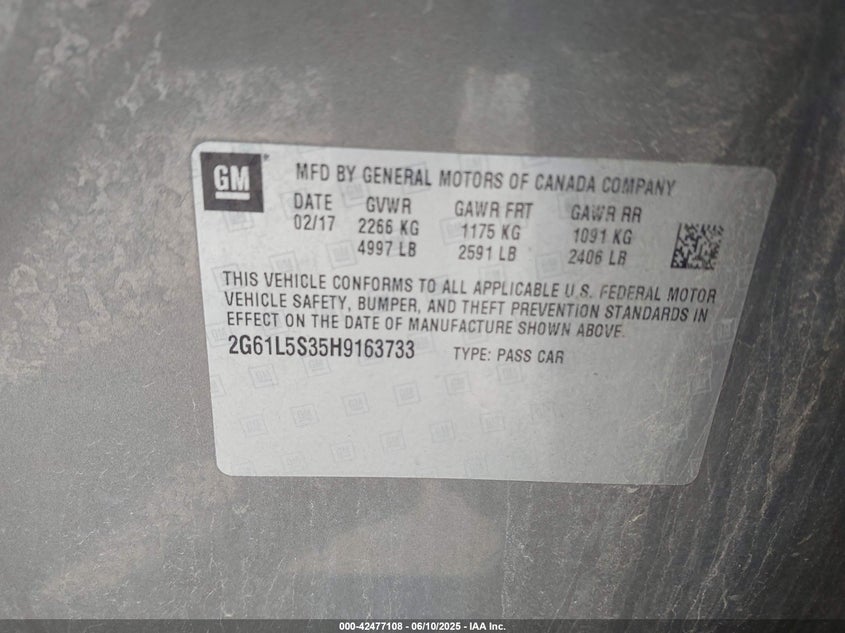 GM
MFD BY GENERAL MOTORS OF CANADA COMPANY
DATE GVWR GAWR FRT GAWR RR
02/17 2266 KG 1175 KG 1091 KG
4997 LB 2591 LB 2406 LB
THIS VEHICLE CONFORMS TO ALL APPLICABLE U.S. FEDERAL MOTOR
VEHICLE SAFETY, BUMPER, AND THEFT PREVENTION STANDARDS IN
EFFECT ON THE DATE OF MANUFACTURE SHOWN ABOVE.
2G61L5S35H9163733 TYPE: PASS CAR
000-42477108 - 06/10/2025 - IAA Inc.